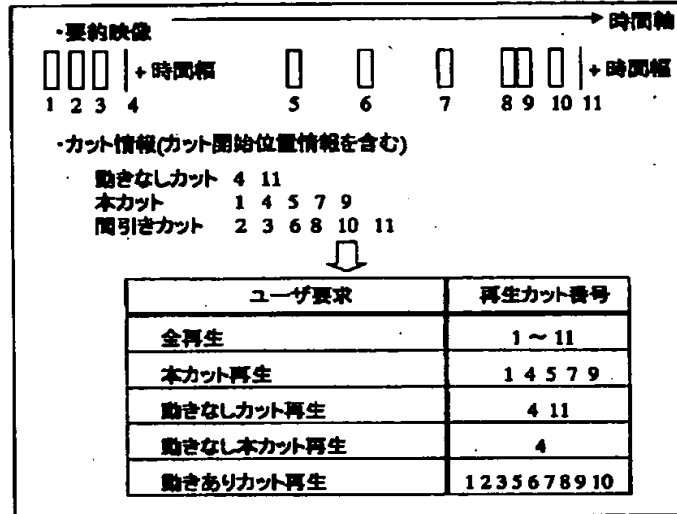 ・要約映像
時間軸
+時間幅
+時間幅
1 2 3 4 5 6 7 8 9 10 11
・カット情報(カット開始位置情報を含む)
動きなしカット 4 11
本カット 1 4 5 7 9
間引きカット 2 3 6 8 10 11
ユーザ要求 再生カット番号
全再生 1 ~ 11
本カット再生 1 4 5 7 9
動きなしカット再生 4 11
動きなし本カット再生 4
動きありカット再生 1 2 3 5 6 7 8 9 10